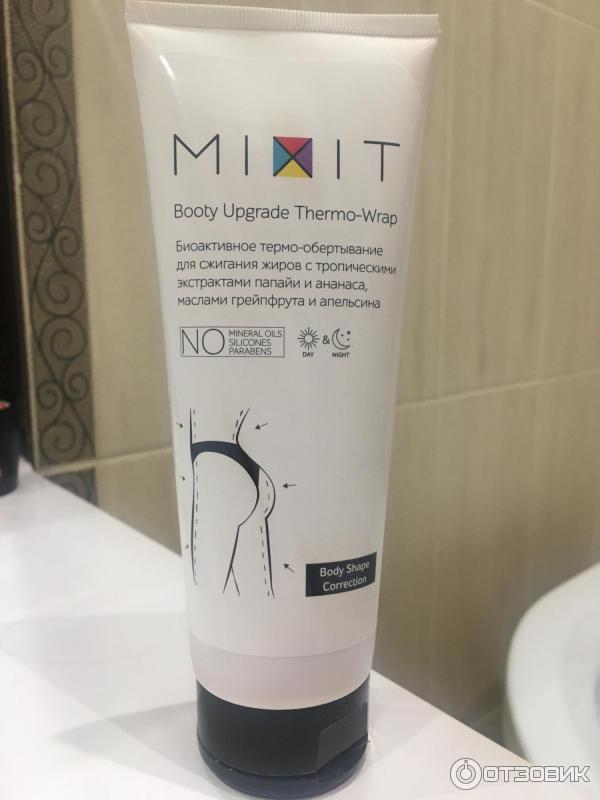 MIXIT
Booty Upgrade Thermo-Wrap
Биоактивное термо-обертывание
для сжигания жиров с тропическими
экстрактами папайи и ананаса,
маслами грейпфрута и апельсина
NO
MINERAL OILS
SILICONES
PARABENS
DAY
&
NIGHT
Body Shape
Correction
ОТЗОВИК